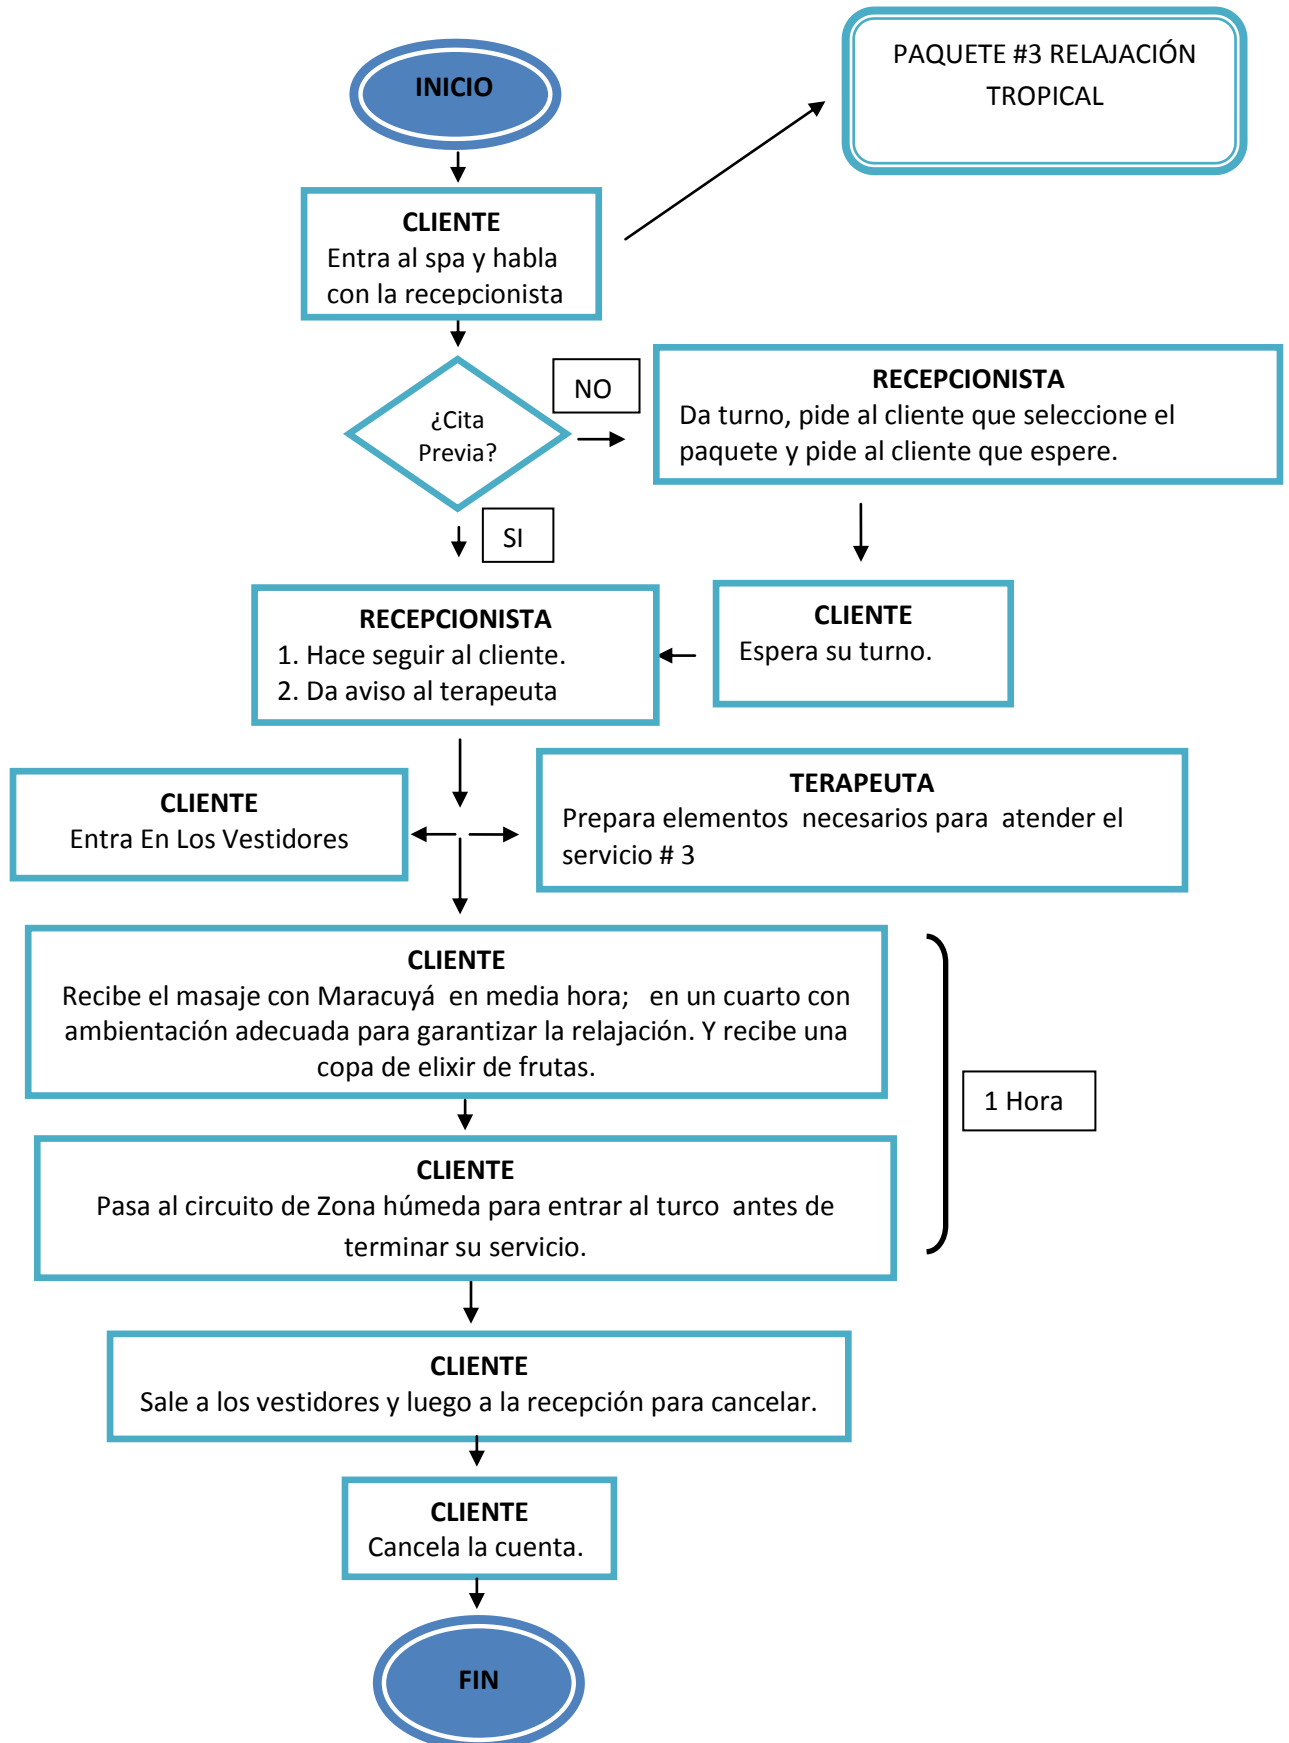 INICIO
PAQUETE #3 RELAJACIÓN
TROPICAL
CLIENTE
Entra al spa y habla
con la recepcionista
¿Cita
Previa?
NO
RECEPCIONISTA
Da turno, pide al cliente que seleccione el
paquete y pide al cliente que espere.
SI
RECEPCIONISTA
1. Hace seguir al cliente.
2. Da aviso al terapeuta
CLIENTE
Espera su turno.
CLIENTE
Entra En Los Vestidores
TERAPEUTA
Prepara elementos necesarios para atender el
servicio # 3
CLIENTE
Recibe el masaje con Maracuyá en media hora; en un cuarto con
ambientación adecuada para garantizar la relajación. Y recibe una
copa de elixir de frutas.
1 Hora
CLIENTE
Pasa al circuito de Zona húmeda para entrar al turco antes de
terminar su servicio.
CLIENTE
Sale a los vestidores y luego a la recepción para cancelar.
CLIENTE
Cancela la cuenta.
FIN